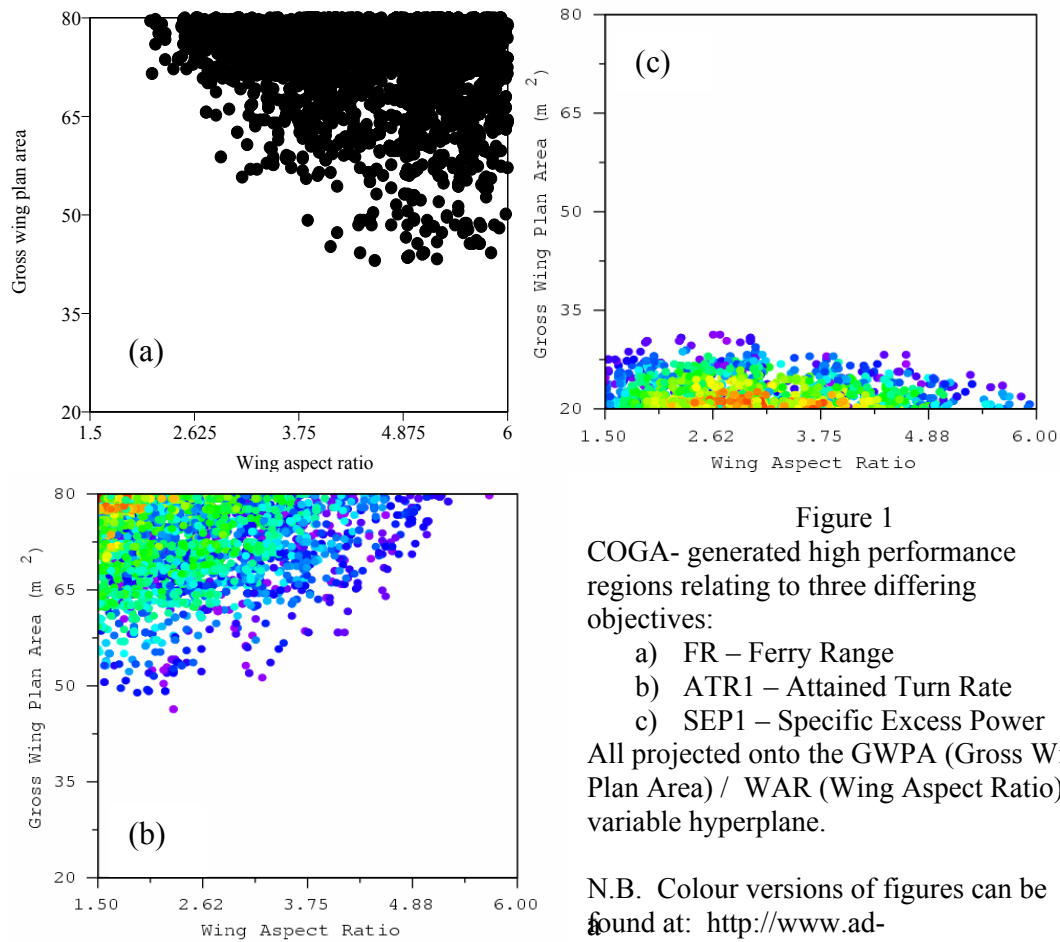 80
65
50
35
20
Gross wing plan area
(a)
1.5 2.625 3.75 4.875 6
Wing aspect ratio
80
65
50
35
20
Gross Wing Plan Area (m 2)
(c)
1.50 2.62 3.75 4.88 6.00
Wing Aspect Ratio
80
65
50
35
20
Gross Wing Plan Area (m 2)
(b)
1.50 2.62 3.75 4.88 6.00
Wing Aspect Ratio
Figure 1
COGA- generated high performance
regions relating to three differing
objectives:
a) FR – Ferry Range
b) ATR1 – Attained Turn Rate
c) SEP1 – Specific Excess Power
All projected onto the GWPA (Gross Wi
Plan Area) / WAR (Wing Aspect Ratio)
variable hyperplane.
N.B. Colour versions of figures can be
found at: http://www.ad-